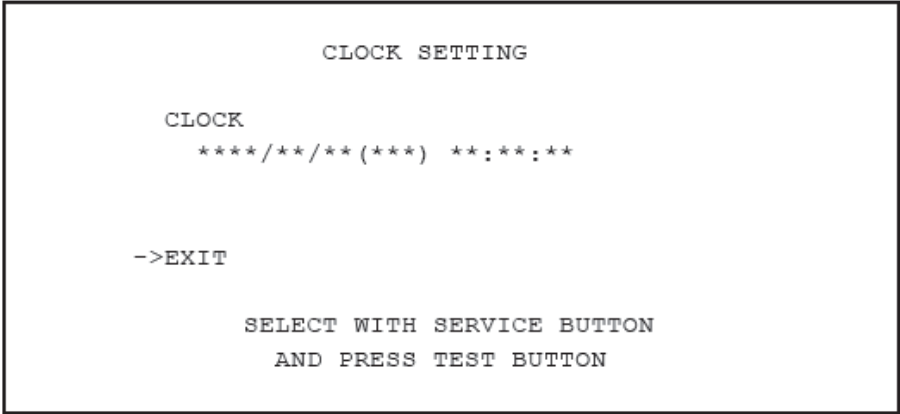 CLOCK SETTING
CLOCK
****/**/**(***) **:**:**
->EXIT
SELECT WITH SERVICE BUTTON
AND PRESS TEST BUTTON